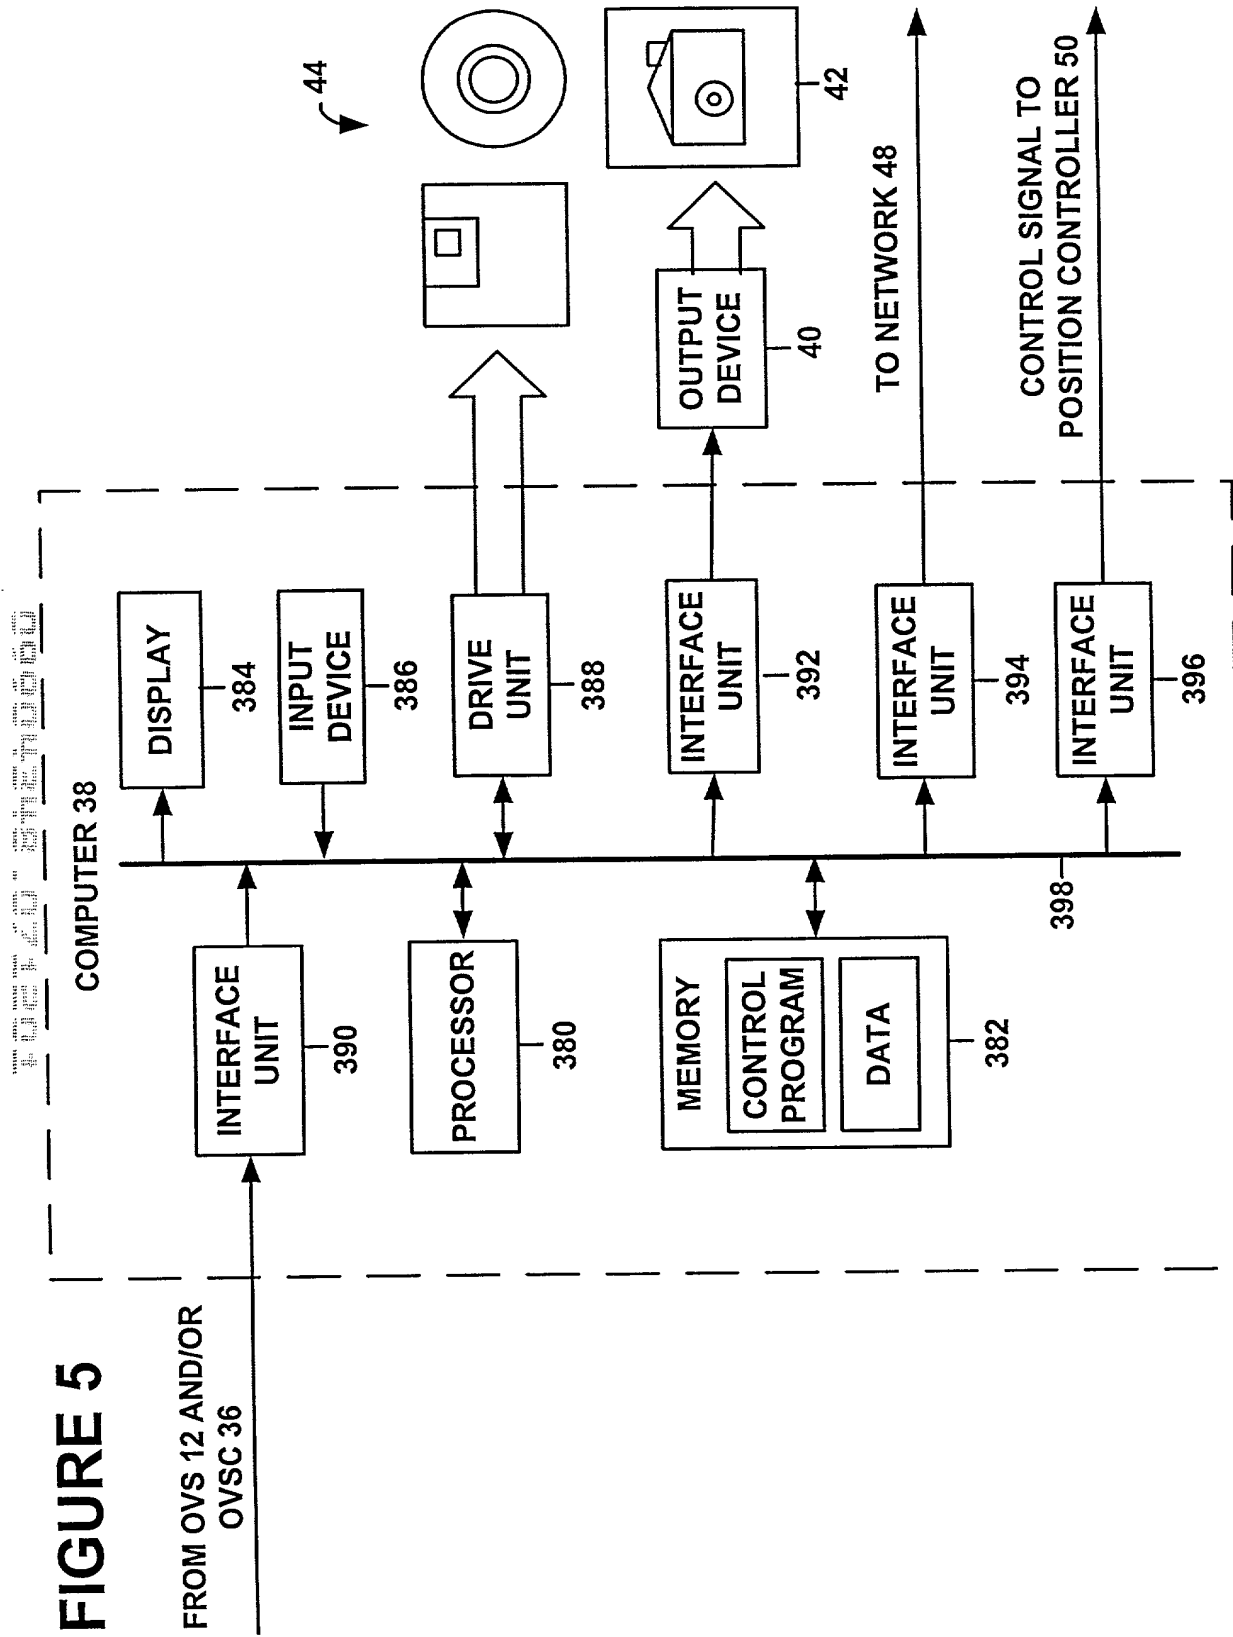 FIGURE 5
FROM OVS 12 AND/OR
OVSC 36
COMPUTER 38
INTERFACE
UNIT
390
PROCESSOR
380
MEMORY
CONTROL
PROGRAM
DATA
382
398
DISPLAY
384
INPUT
DEVICE
386
DRIVE
UNIT
388
INTERFACE
UNIT
392
INTERFACE
UNIT
394
INTERFACE
UNIT
396
44
OUTPUT
DEVICE
40
42
TO NETWORK 48
CONTROL SIGNAL TO
POSITION CONTROLLER 50